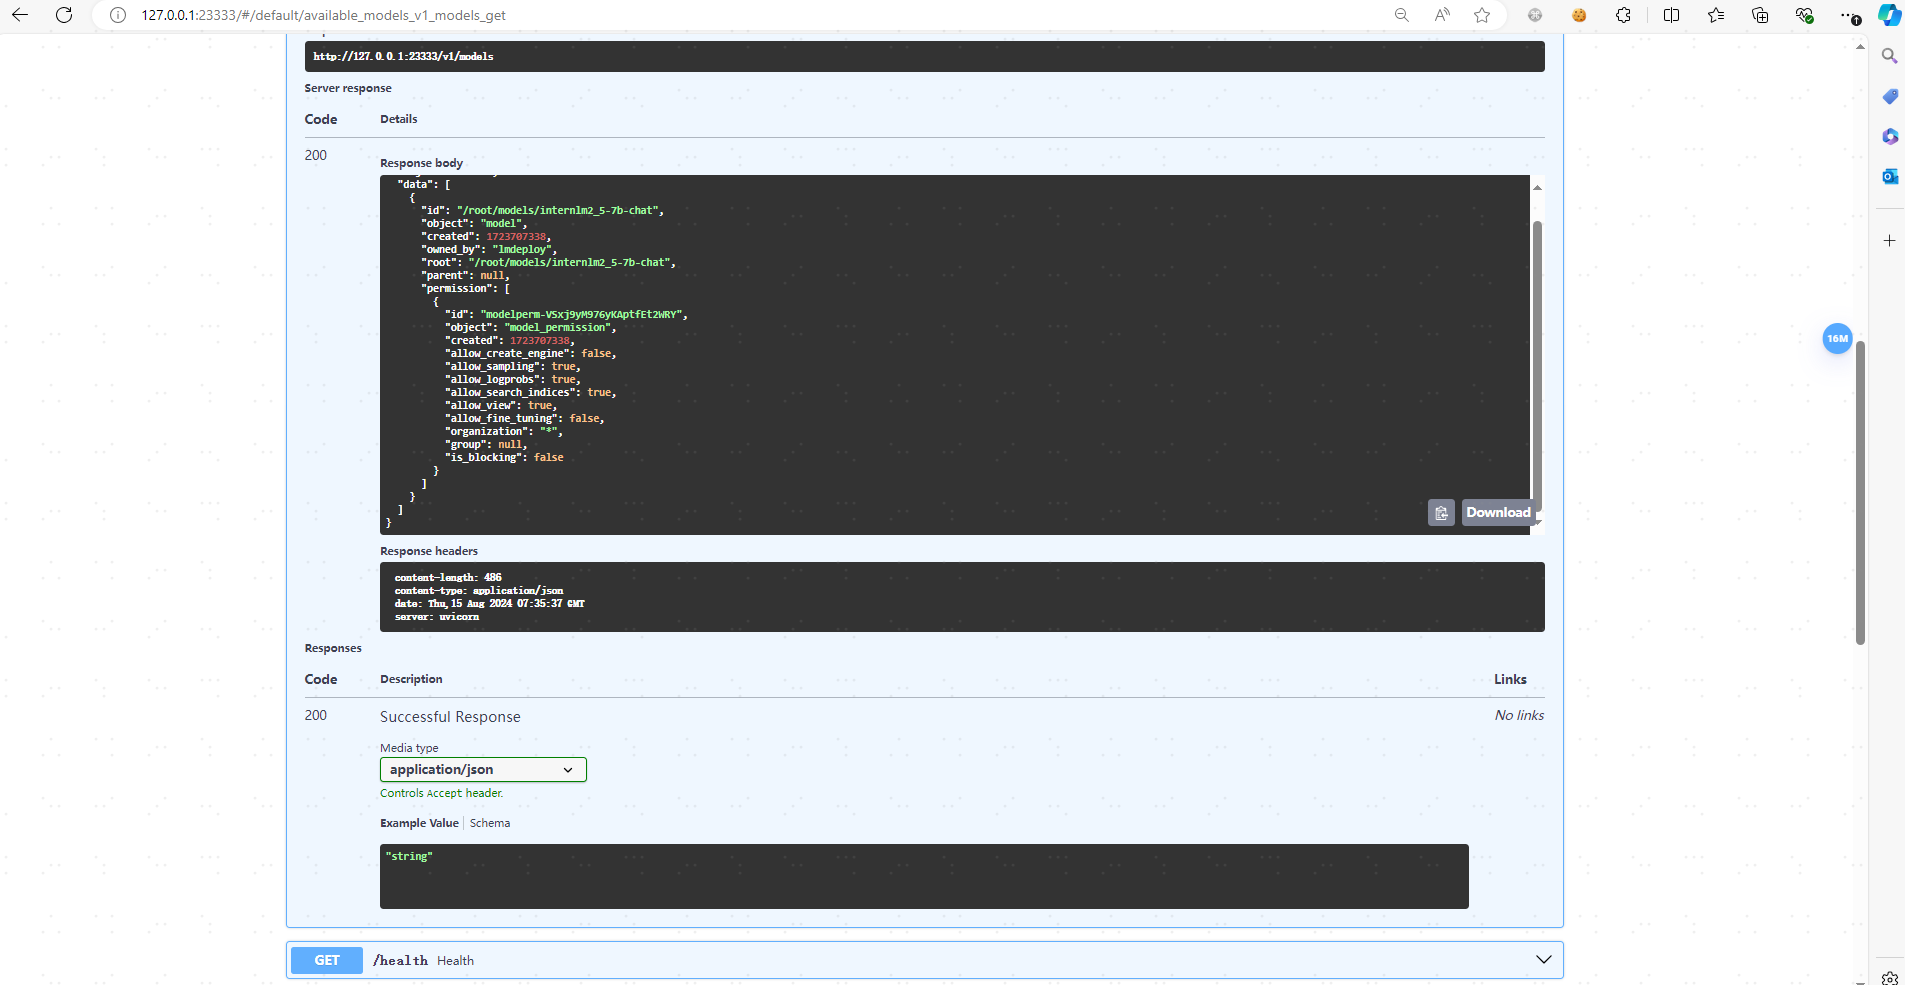 127.0.0.1:23333/#/default/available_models_v1_models_get
http://127.0.0.1:23333/v1/models
Server response
Code Details
200
Response body
"data": [
{
"id": "/root/models/internlm2_5-7b-chat",
"object": "model",
"created": 1723707338,
"owned_by": "lmdeploy",
"root": "/root/models/internlm2_5-7b-chat",
"parent": null,
"permission": [
{
"id": "modelperm-VSxj9yM976yKAptfEt2WRY",
"object": "model_permission",
"created": 1723707338,
"allow_create_engine": false,
"allow_sampling": true,
"allow_logprobs": true,
"allow_search_indices": true,
"allow_view": true,
"allow_fine_tuning": false,
"organization": "*",
"group": null,
"is_blocking": false
}
]
}
]
}
Download
16M
Response headers
content-length: 486
content-type: application/json
date: Thu,15 Aug 2024 07:35:37 GMT
server: uvicorn
Responses
Code Description Links
200 Successful Response No links
Media type
application/json
Controls Accept header.
Example Value Schema
"string"
GET /health Health